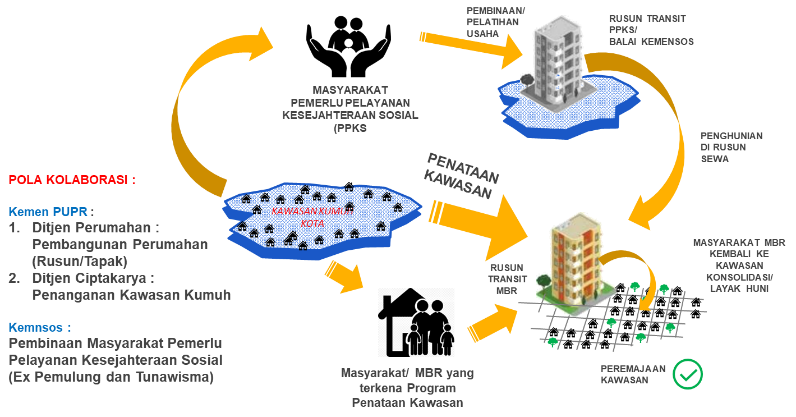 PEMBINAAN/
PELATIHAN
USAHA
RUSUN TRANSIT
PPKS/
BALAI KEMENSOS
MASYARAKAT
PEMERLU PELAYANAN
KESEJAHTERAAN SOSIAL
(PPKS
PENGHUNIAN
DI RUSUN
SEWA
PENATAAN
KAWASAN
POLA KOLABORASI :
Kemen PUPR :
1. Ditjen Perumahan :
Pembangunan Perumahan
(Rusun/Tapak)
2. Ditjen Ciptakarya :
Penanganan Kawasan Kumuh
Kemnsos :
Pembinaan Masyarakat Pemerlu
Pelayanan Kesejahteraan Sosial
(Ex Pemulung dan Tunawisma)
KAWASAN KUMUH
KOTA
RUSUN
TRANSIT
MBR
MASYARAKAT MBR
KEMBALI KE
KAWASAN
KONSOLIDASI/
LAYAK HUNI
Masyarakat/ MBR yang
terkena Program
Penataan Kawasan
PEREMAJAAN
KAWASAN